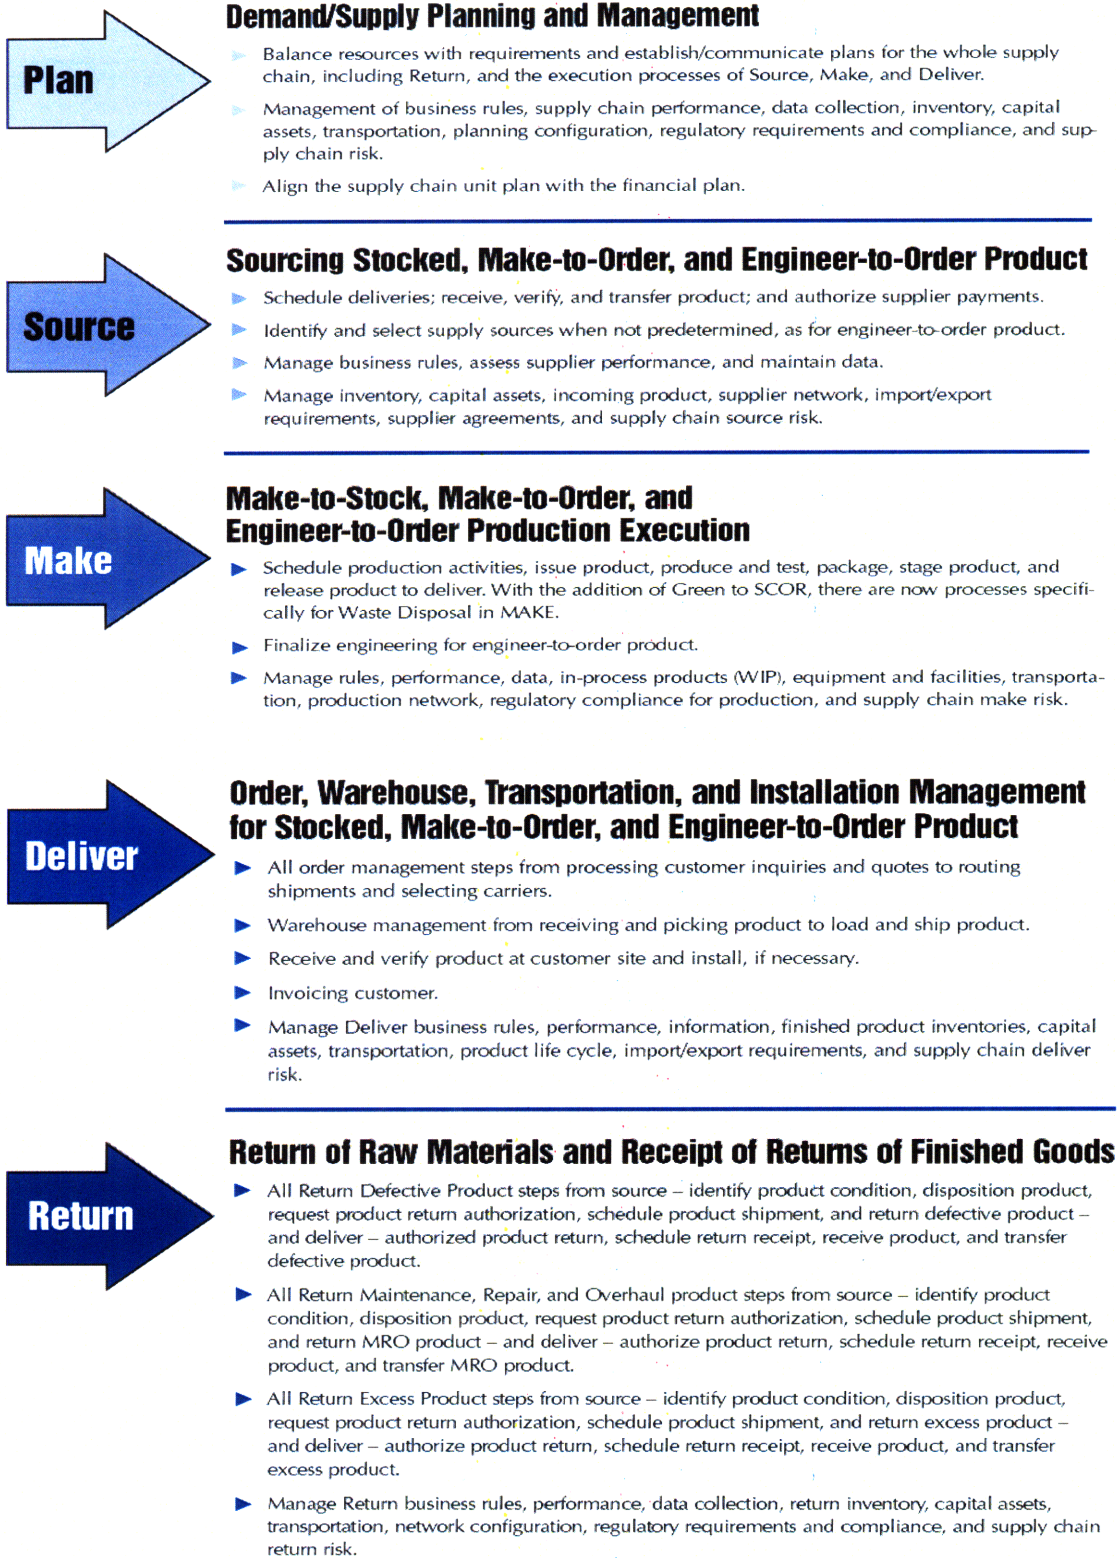 Plan
Demand/Supply Planning and Management
Balance resources with requirements and establish/communicate plans for the whole supply
chain, including Return, and the execution processes of Source, Make, and Deliver.
Management of business rules, supply chain performance, data collection, inventory, capital
assets, transportation, planning configuration, regulatory requirements and compliance, and sup-
ply chain risk.
Align the supply chain unit plan with the financial plan.
Source
Sourcing Stocked, Make-to-Order, and Engineer-to-Order Product
Schedule deliveries; receive, verify, and transfer product; and authorize supplier payments.
Identify and select supply sources when not predetermined, as for engineer-to-order product.
Manage business rules, assess supplier performance, and maintain data.
Manage inventory, capital assets, incoming product, supplier network, import/export
requirements, supplier agreements, and supply chain source risk.
Make
Make-to-Stock, Make-to-Order, and
Engineer-to-Order Production Execution
Schedule production activities, issue product, produce and test, package, stage product, and
release product to deliver. With the addition of Green to SCOR, there are now processes specifi-
cally for Waste Disposal in MAKE.
Finalize engineering for engineer-to-order product.
Manage rules, performance, data, in-process products (WIP), equipment and facilities, transporta-
tion, production network, regulatory compliance for production, and supply chain make risk.
Deliver
Order, Warehouse, Transportation, and Installation Management
for Stocked, Make-to-Order, and Engineer-to-Order Product
All order management steps from processing customer inquiries and quotes to routing
shipments and selecting carriers.
Warehouse management from receiving and picking product to load and ship product.
Receive and verify product at customer site and install, if necessary.
Invoicing customer.
Manage Deliver business rules, performance, information, finished product inventories, capital
assets, transportation, product life cycle, import/export requirements, and supply chain deliver
risk.
Return
Return of Raw Materials and Receipt of Returns of Finished Goods
All Return Defective Product steps from source – identify product condition, disposition product,
request product return authorization, schedule product shipment, and return defective product –
and deliver – authorized product return, schedule return receipt, receive product, and transfer
defective product.
All Return Maintenance, Repair, and Overhaul product steps from source – identify product
condition, disposition product, request product return authorization, schedule product shipment,
and return MRO product – and deliver – authorize product return, schedule return receipt, receive
product, and transfer MRO product.
All Return Excess Product steps from source – identify product condition, disposition product,
request product return authorization, schedule product shipment, and return excess product –
and deliver – authorize product return, schedule return receipt, receive product, and transfer
excess product.
Manage Return business rules, performance, data collection, return inventory, capital assets,
transportation, network configuration, regulatory requirements and compliance, and supply chain
return risk.